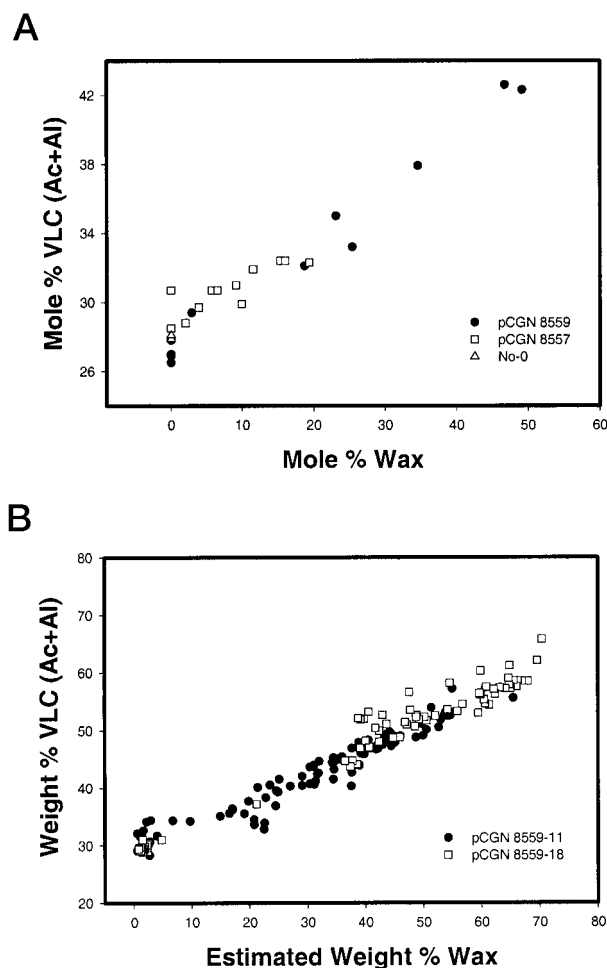 A
Mole % VLC (Ac+Al)
42
38
34
30
26
pCGN 8559
pCGN 8557
No-0
0 10 20 30 40 50 60
Mole % Wax
B
Weight % VLC (Ac+Al)
80
70
60
50
40
30
20
pCGN 8559-11
pCGN 8559-18
0 10 20 30 40 50 60 70 80
Estimated Weight % Wax